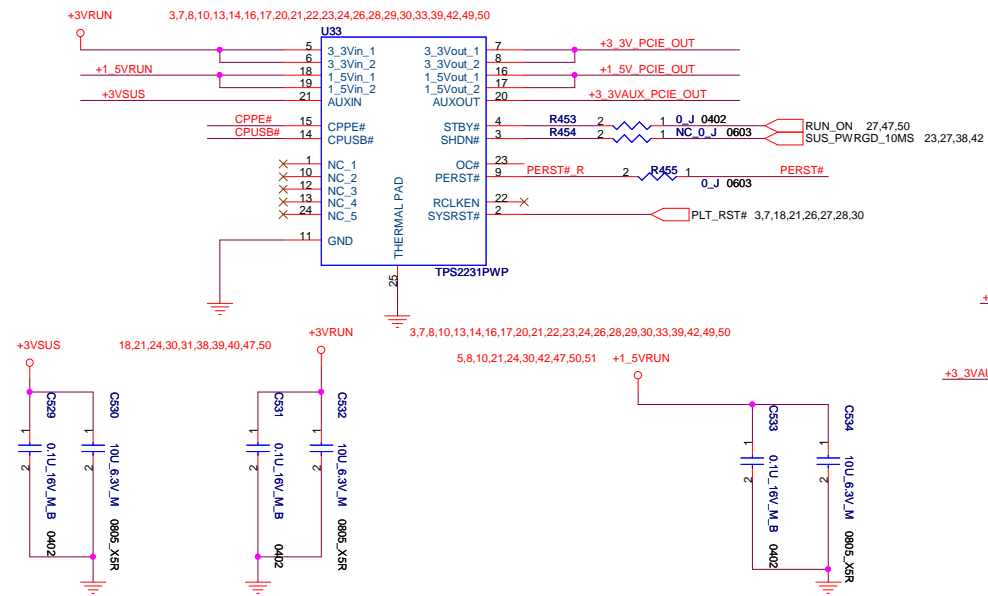 +3VRUN 3,7,8,10,13,14,16,17,20,21,22,23,24,26,28,29,30,33,39,42,49,50
U33
5 3_3Vin_1 3_3Vout_1 7 +3_3V_PCIE_OUT
6 3_3Vin_2 3_3Vout_2 8
+1_5VRUN 18 1_5Vin_1 1_5Vout_1 16 +1_5V_PCIE_OUT
19 1_5Vin_2 1_5Vout_2 17
+3VSUS 21 AUXIN AUXOUT 20 +3_3VAUX_PCIE_OUT
CPPE# 15 CPPE# STBY# 4 R453 2 1 0_J 0402 RUN_ON 27,47,50
CPUSB# 14 CPUSB# SHDN# 3 R454 2 1 NC_0_J 0603 SUS_PWRGD_10MS 23,27,38,42
1 NC_1 OC# 23
10 NC_2 PERST# 9 PERST#_R 2 R455 1 PERST#
0_J 0603
12 NC_3
13 NC_4 RCLKEN 22
24 NC_5 SYSRST# 2 PLT_RST# 3,7,18,21,26,27,28,30
11 GND
THERMAL PAD
25
TPS2231PWP
+3VSUS 18,21,24,30,31,38,39,40,47,50
+3VRUN 3,7,8,10,13,14,16,17,20,21,22,23,24,26,28,29,30,33,39,42,49,50
5,8,10,21,24,30,42,47,50,51 +1_5VRUN
+3_3VAU
C529 1 2 0.1U_16V_M_B 0402
C530 1 2 10U_6.3V_M 0805_X5R
C531 1 2 0.1U_16V_M_B 0402
C532 1 2 10U_6.3V_M 0805_X5R
C533 1 2 0.1U_16V_M_B 0402
C534 1 2 10U_6.3V_M 0805_X5R